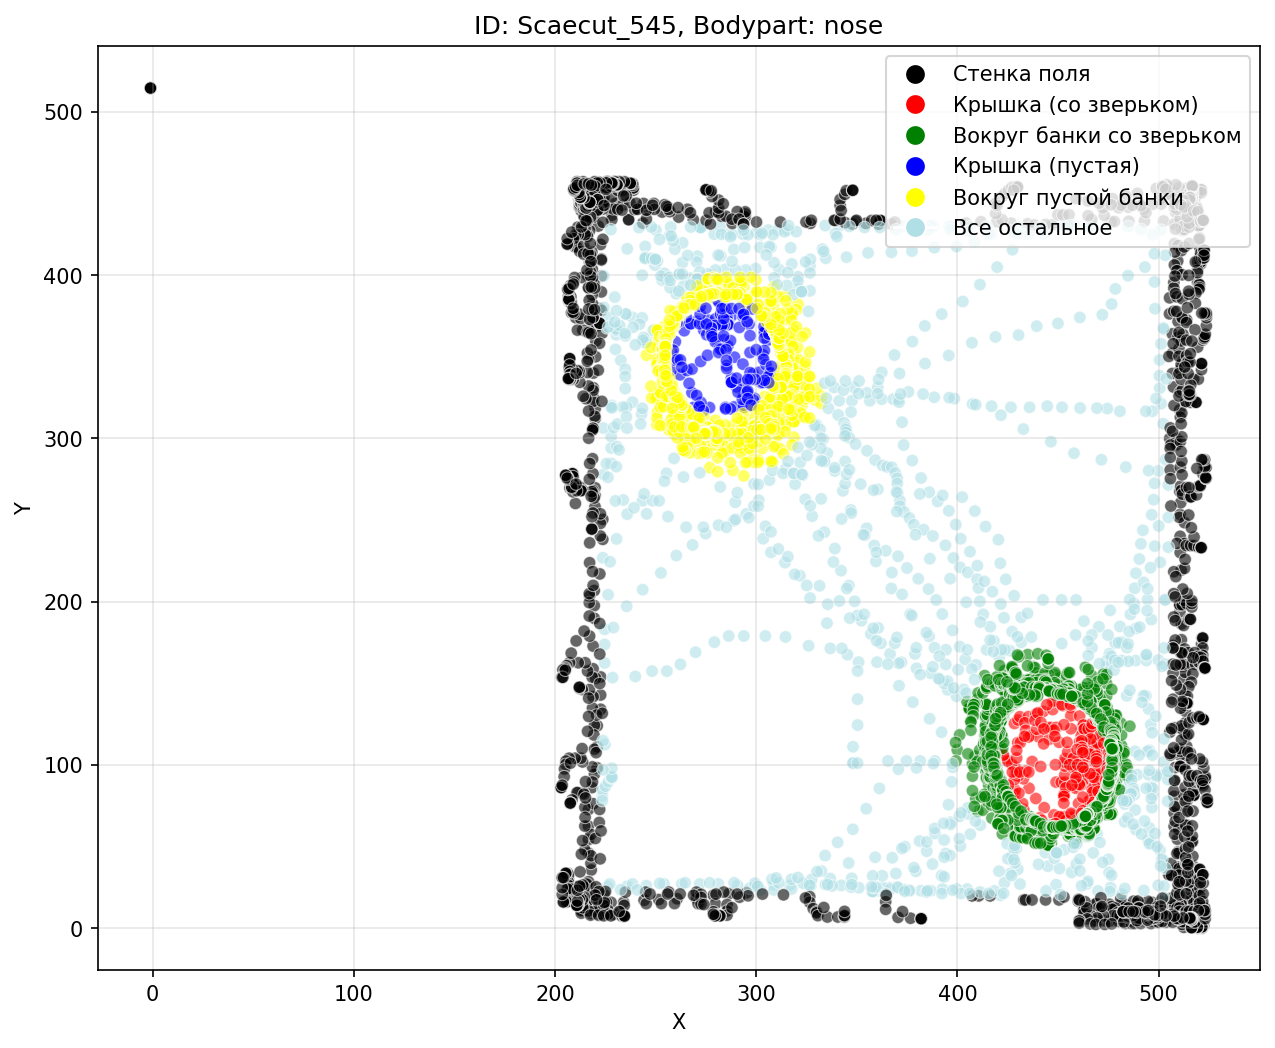 ID: Scaecut_545, Bodypart: nose
Стенка поля
Крышка (со зверьком)
Вокруг банки со зверьком
Крышка (пустая)
Вокруг пустой банки
Все остальное
500
400
300
200
100
0
Y
0 100 200 300 400 500
X